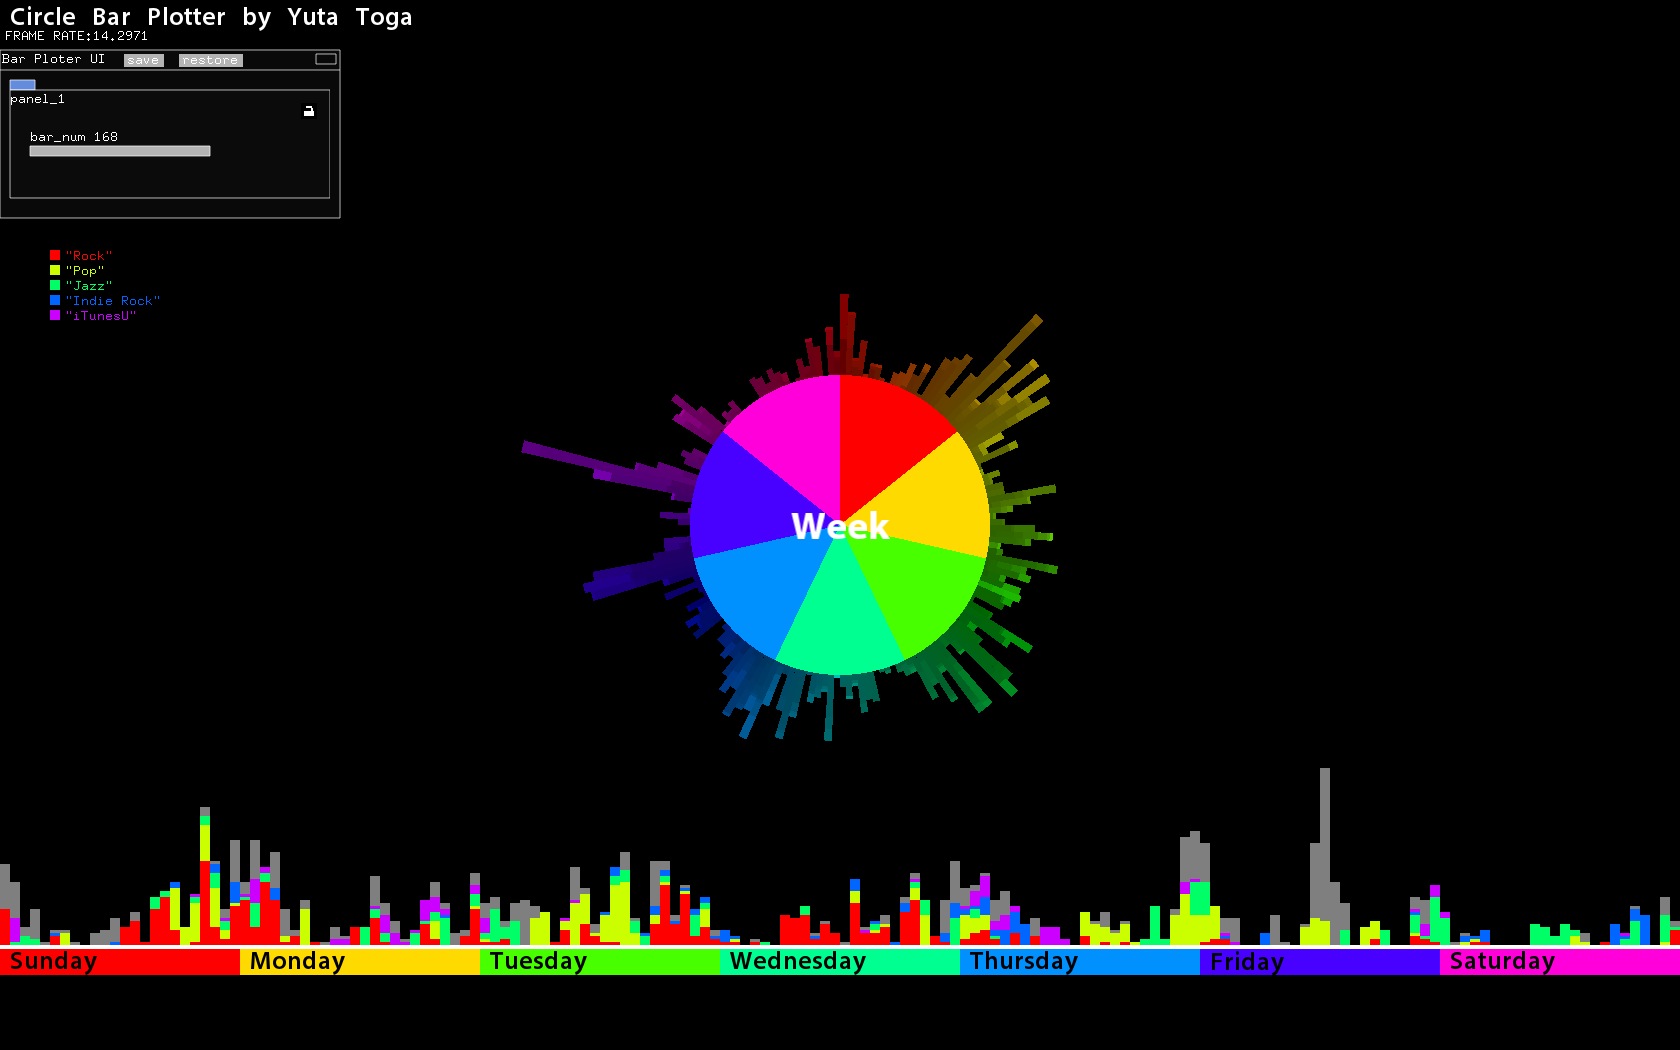 Circle Bar Plotter by Yuta Toga
FRAME RATE:14.2971
Bar Ploter UI save restore
panel_1
bar_num 168
"Rock"
"Pop"
"Jazz"
"Indie Rock"
"iTunesU"
Week
Sunday Monday Tuesday Wednesday Thursday Friday Saturday